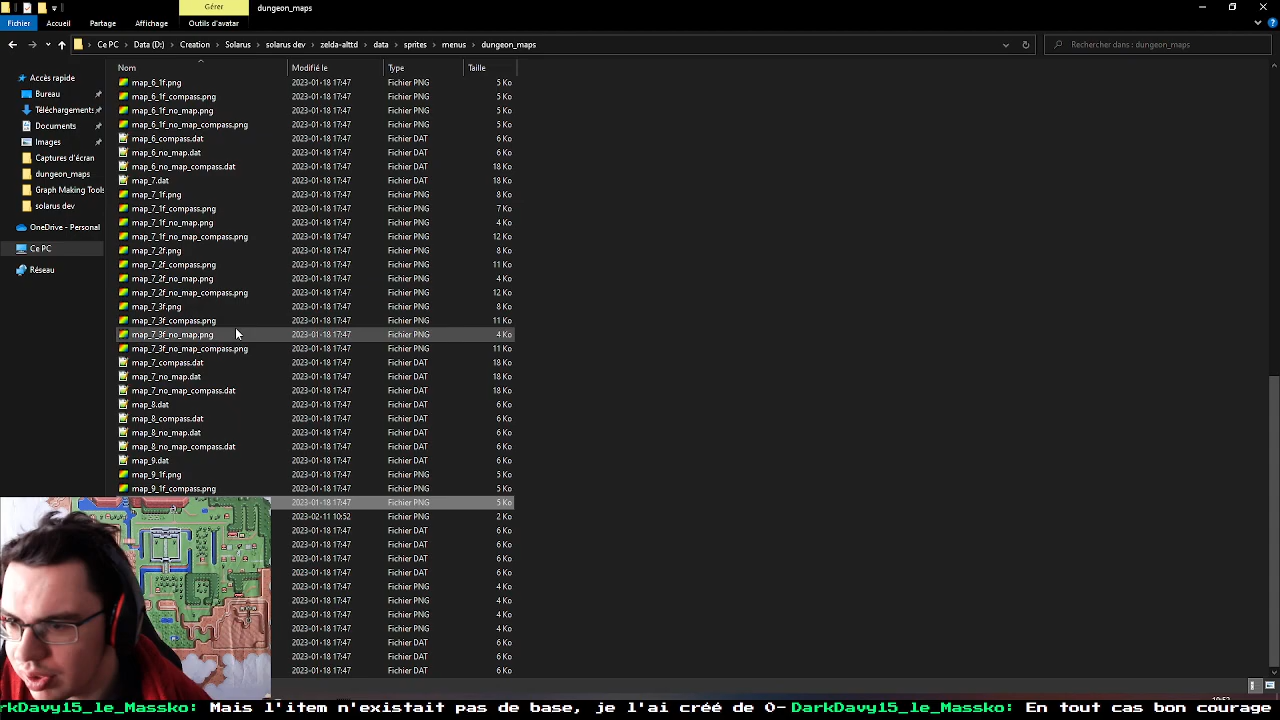 Gérer
dungeon_maps
Fichier
Accueil
Partage
Affichage
Outils d'avatar
Ce PC
Data (D:)
Creation
Solarus
solarus dev
zelda-alttd
data
sprites
menus
dungeon_maps
Rechercher dans : dungeon_maps
Nom
Modifié le
Type
Taille
Accès rapide
Bureau
Téléchargements
Documents
Images
Captures d'écran
dungeon_maps
Graph Making Tools
solarus dev
OneDrive - Personal
Ce PC
Réseau
map_6_1f.png 2023-01-18 17:47 Fichier PNG 5 Ko
map_6_1f_compass.png 2023-01-18 17:47 Fichier PNG 5 Ko
map_6_1f_no_map.png 2023-01-18 17:47 Fichier PNG 5 Ko
map_6_1f_no_map_compass.png 2023-01-18 17:47 Fichier PNG 5 Ko
map_6_compass.dat 2023-01-18 17:47 Fichier DAT 6 Ko
map_6_no_map.dat 2023-01-18 17:47 Fichier DAT 6 Ko
map_6_no_map_compass.dat 2023-01-18 17:47 Fichier DAT 18 Ko
map_7.dat 2023-01-18 17:47 Fichier DAT 18 Ko
map_7_1f.png 2023-01-18 17:47 Fichier PNG 8 Ko
map_7_1f_compass.png 2023-01-18 17:47 Fichier PNG 7 Ko
map_7_1f_no_map.png 2023-01-18 17:47 Fichier PNG 4 Ko
map_7_1f_no_map_compass.png 2023-01-18 17:47 Fichier PNG 12 Ko
map_7_2f.png 2023-01-18 17:47 Fichier PNG 8 Ko
map_7_2f_compass.png 2023-01-18 17:47 Fichier PNG 11 Ko
map_7_2f_no_map.png 2023-01-18 17:47 Fichier PNG 4 Ko
map_7_2f_no_map_compass.png 2023-01-18 17:47 Fichier PNG 12 Ko
map_7_3f.png 2023-01-18 17:47 Fichier PNG 8 Ko
map_7_3f_compass.png 2023-01-18 17:47 Fichier PNG 11 Ko
map_7_3f_no_map.png 2023-01-18 17:47 Fichier PNG 4 Ko
map_7_3f_no_map_compass.png 2023-01-18 17:47 Fichier PNG 11 Ko
map_7_compass.dat 2023-01-18 17:47 Fichier DAT 18 Ko
map_7_no_map.dat 2023-01-18 17:47 Fichier DAT 18 Ko
map_7_no_map_compass.dat 2023-01-18 17:47 Fichier DAT 18 Ko
map_8.dat 2023-01-18 17:47 Fichier DAT 6 Ko
map_8_compass.dat 2023-01-18 17:47 Fichier DAT 6 Ko
map_8_no_map.dat 2023-01-18 17:47 Fichier DAT 6 Ko
map_8_no_map_compass.dat 2023-01-18 17:47 Fichier DAT 6 Ko
map_9.dat 2023-01-18 17:47 Fichier DAT 6 Ko
map_9_1f.png 2023-01-18 17:47 Fichier PNG 5 Ko
map_9_1f_compass.png 2023-01-18 17:47 Fichier PNG 5 Ko
2023-01-18 17:47 Fichier PNG 5 Ko
2023-02-11 10:52 Fichier PNG 2 Ko
2023-01-18 17:47 Fichier DAT 6 Ko
2023-01-18 17:47 Fichier DAT 6 Ko
2023-01-18 17:47 Fichier DAT 6 Ko
2023-01-18 17:47 Fichier DAT 6 Ko
2023-01-18 17:47 Fichier PNG 4 Ko
2023-01-18 17:47 Fichier PNG 4 Ko
2023-01-18 17:47 Fichier PNG 4 Ko
2023-01-18 17:47 Fichier PNG 4 Ko
2023-01-18 17:47 Fichier DAT 6 Ko
2023-01-18 17:47 Fichier DAT 6 Ko
2023-01-18 17:47 Fichier DAT 6 Ko
arkDavy15_le_Massko: Mais l'item n'existait pas de base, je l'ai créé de 0- DarkDavy15_le_Massko: En tout cas bon courage